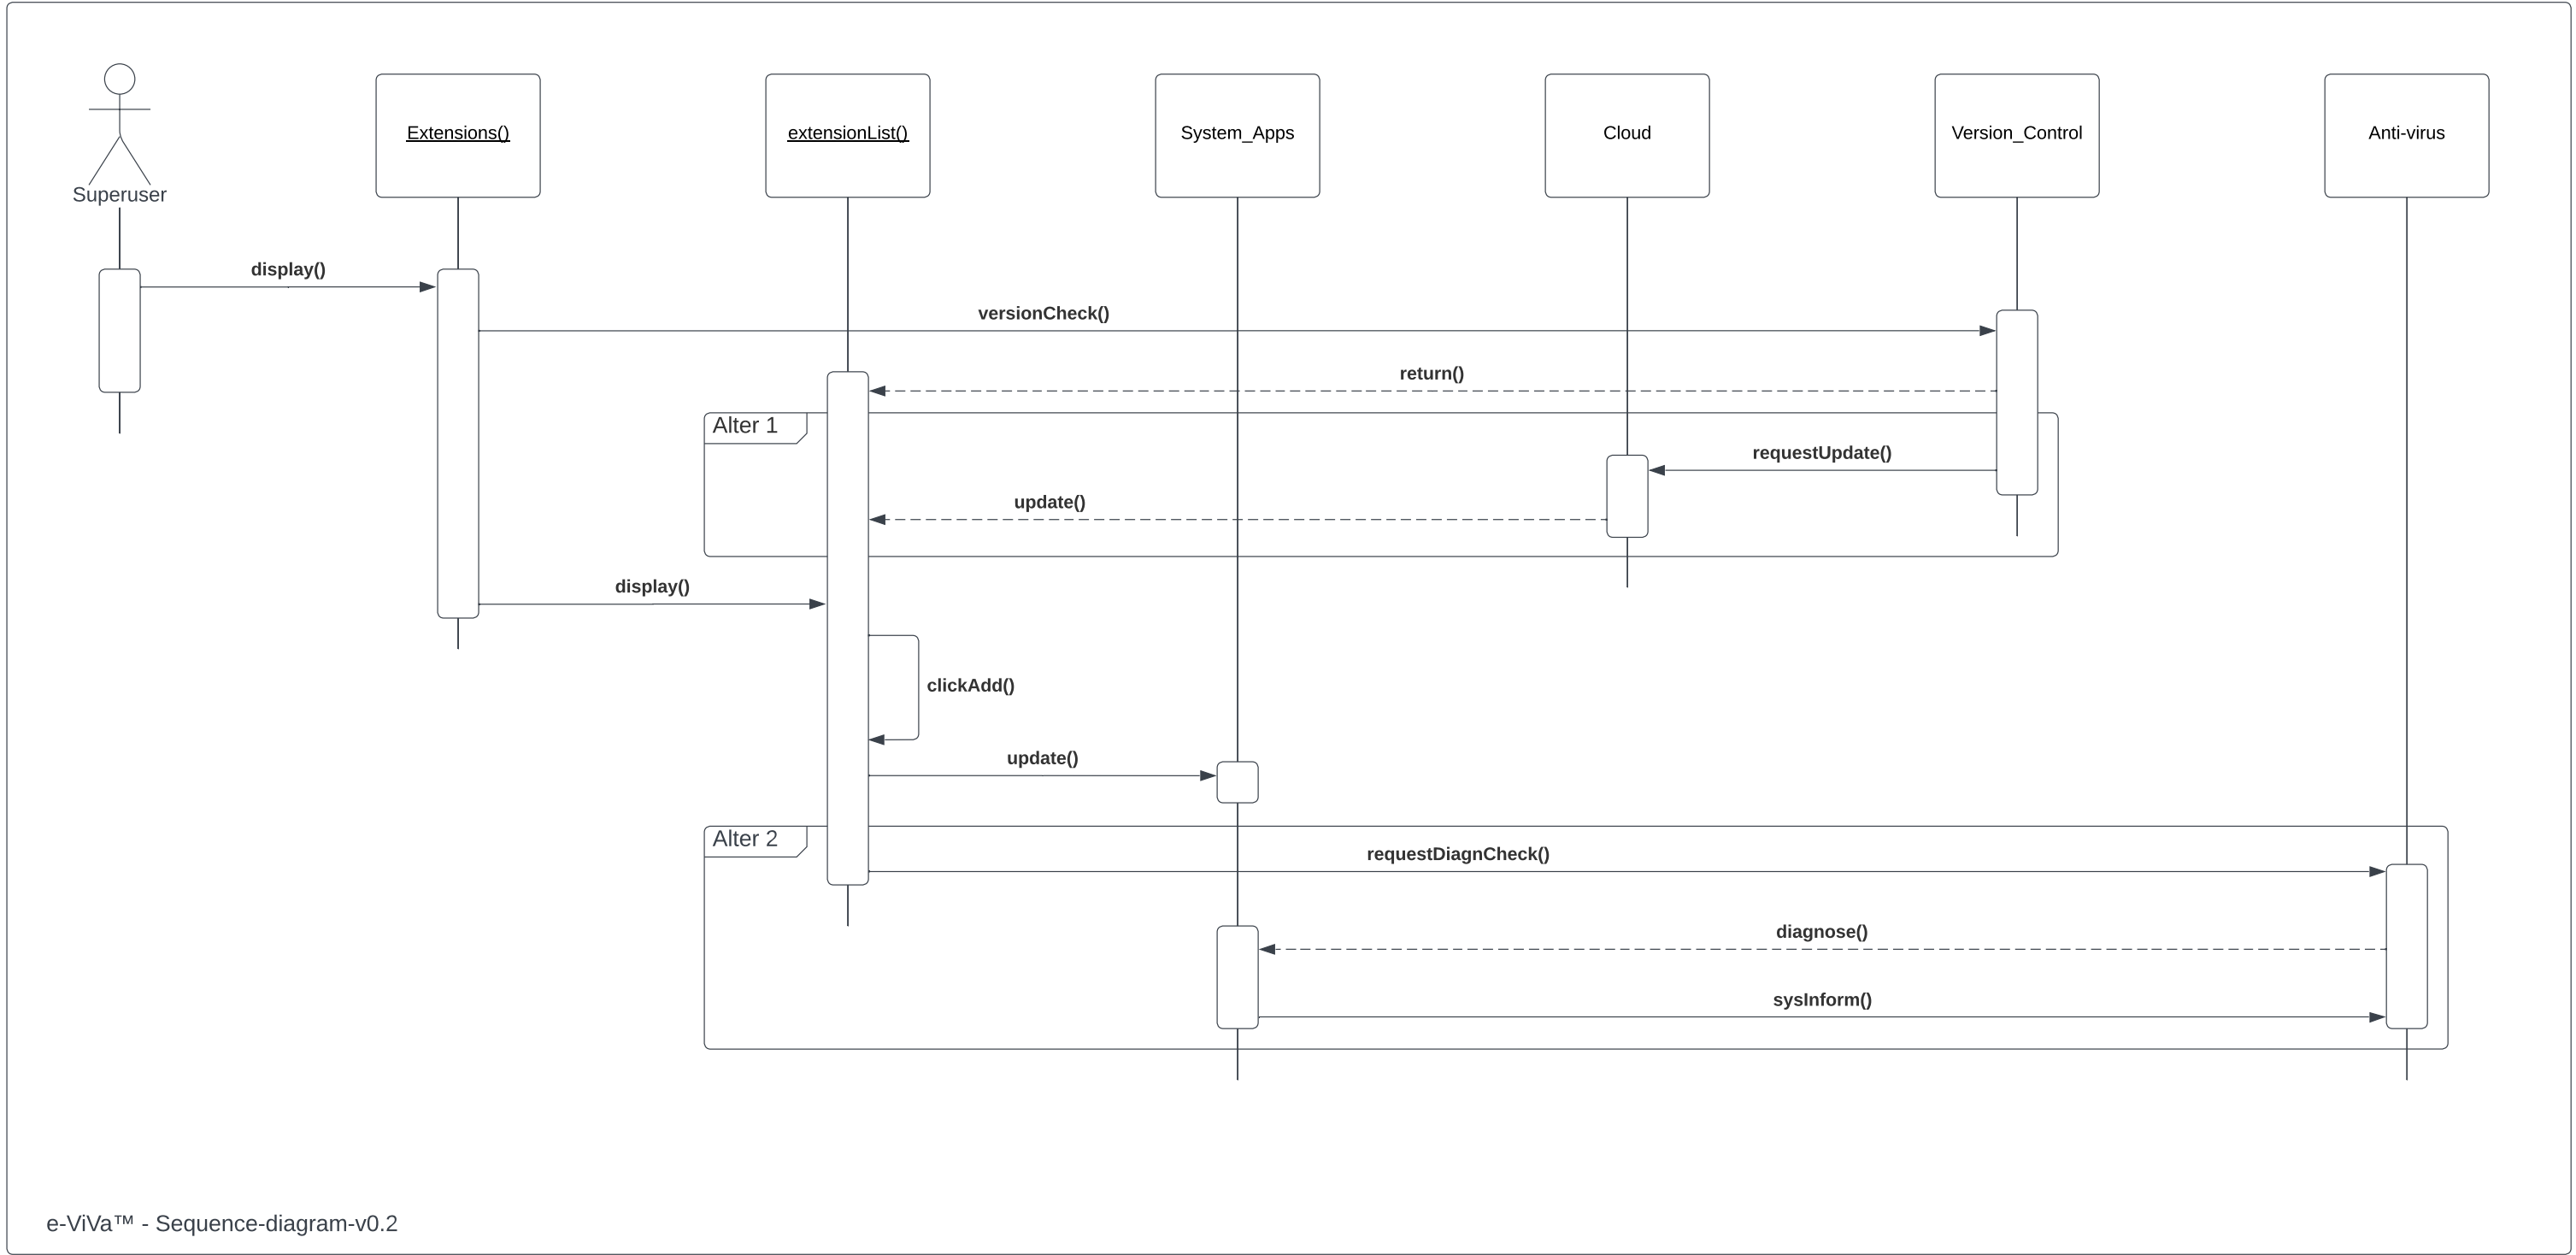 Superuser
Extensions()
extensionList()
System_Apps
Cloud
Version_Control
Anti-virus
display()
versionCheck()
return()
Alter 1
requestUpdate()
update()
display()
clickAdd()
update()
Alter 2
requestDiagnCheck()
diagnose()
sysInform()
e-ViVa™ - Sequence-diagram-v0.2